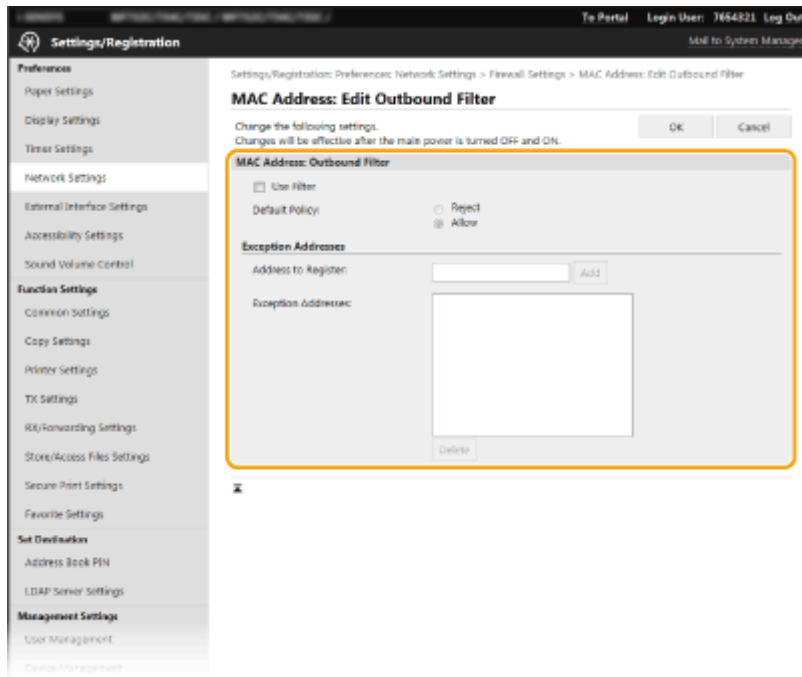 To Portal Login User: 7654321 Log Ou
Settings/Registration
Mail to System Manage
Preferences
Paper Settings
Display Settings
Timer Settings
Network Settings
External Interface Settings
Accessibility Settings
Sound Volume Control
Function Settings
Common Settings
Copy Settings
Printer Settings
TX Settings
RX/Forwarding Settings
Store/Access Files Settings
Secure Print Settings
Favorite Settings
Set Destination
Address Book PIN
LDAP Server Settings
Management Settings
User Management
Device Management
Settings/Registration: Preferences: Network Settings > Firewall Settings > MAC Address: Edit Outbound Filter
MAC Address: Edit Outbound Filter
Change the following settings.
Changes will be effective after the main power is turned OFF and ON.
OK Cancel
MAC Address: Outbound Filter
Use Filter
Default Policy: Reject
Allow
Exception Addresses
Address to Register: Add
Exception Addresses:
Delete